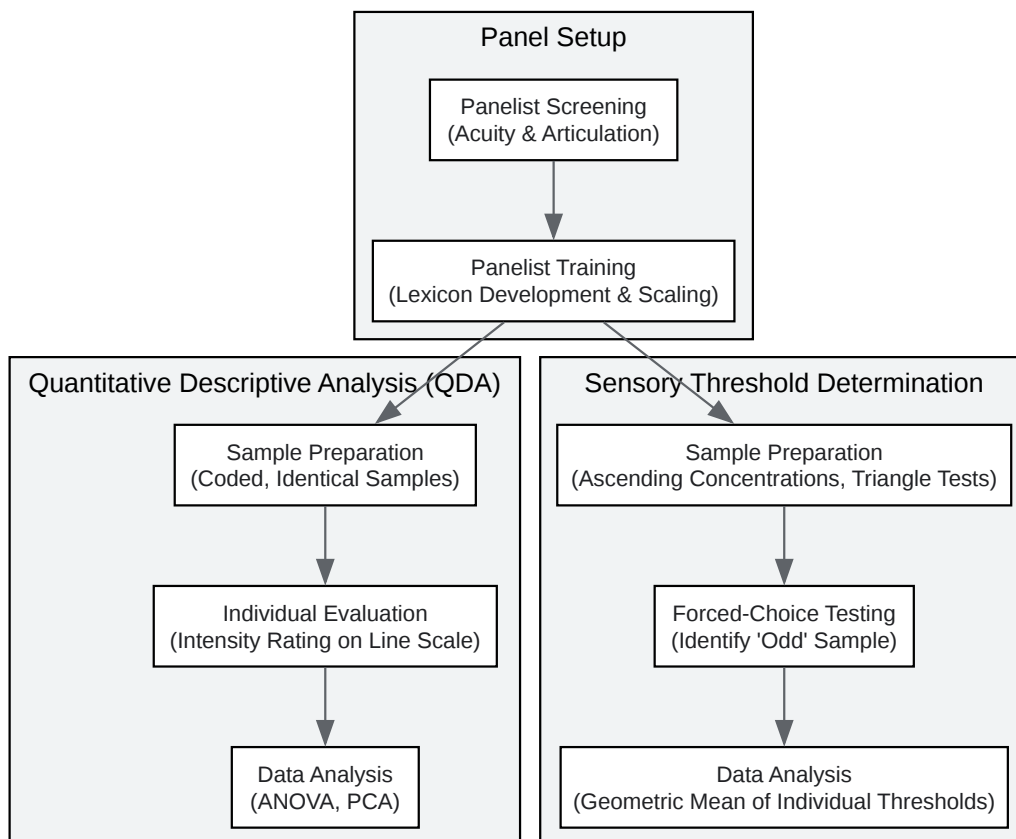 Panel Setup
Panelist Screening
(Acuity & Articulation)
Panelist Training
(Lexicon Development & Scaling)
Quantitative Descriptive Analysis (QDA)
Sample Preparation
(Coded, Identical Samples)
Individual Evaluation
(Intensity Rating on Line Scale)
Data Analysis
(ANOVA, PCA)
Sensory Threshold Determination
Sample Preparation
(Ascending Concentrations, Triangle Tests)
Forced-Choice Testing
(Identify 'Odd' Sample)
Data Analysis
(Geometric Mean of Individual Thresholds)